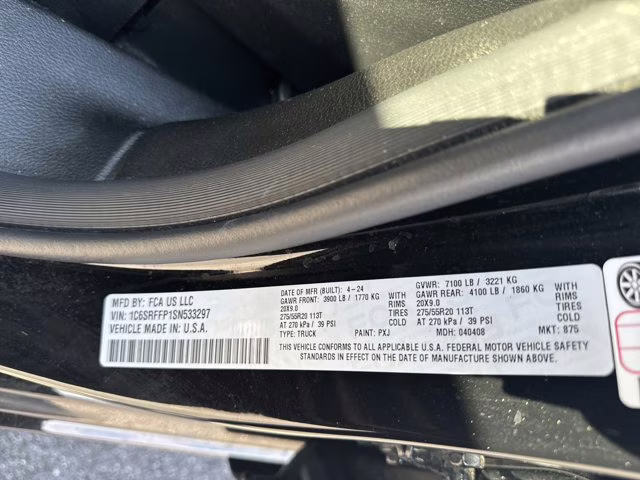 MFD BY: FCA US LLC
VIN: 1C6SRFFP1SN533297
VEHICLE MADE IN U.S.A.
DATE OF MFR (BUILT): 4-24
GAWR FRONT: 3900 LB / 1770 KG
20X9.0 RIMS
275/55R20 113T TIRES
AT 270 kPa / 39 PSI COLD
TYPE: TRUCK PAINT: PXJ
GVWR: 7100 LB / 3221 KG
GAWR REAR: 4100 LB / 1860 KG
20X9.0 RIMS
275/55R20 113T TIRES
AT 270 kPa / 39 PSI COLD
MDH: 040408 MKT: 875
THIS VEHICLE CONFORMS TO ALL APPLICABLE U.S.A. FEDERAL MOTOR VEHICLE SAFETY
STANDARDS IN EFFECT ON THE DATE OF MANUFACTURE SHOWN ABOVE.